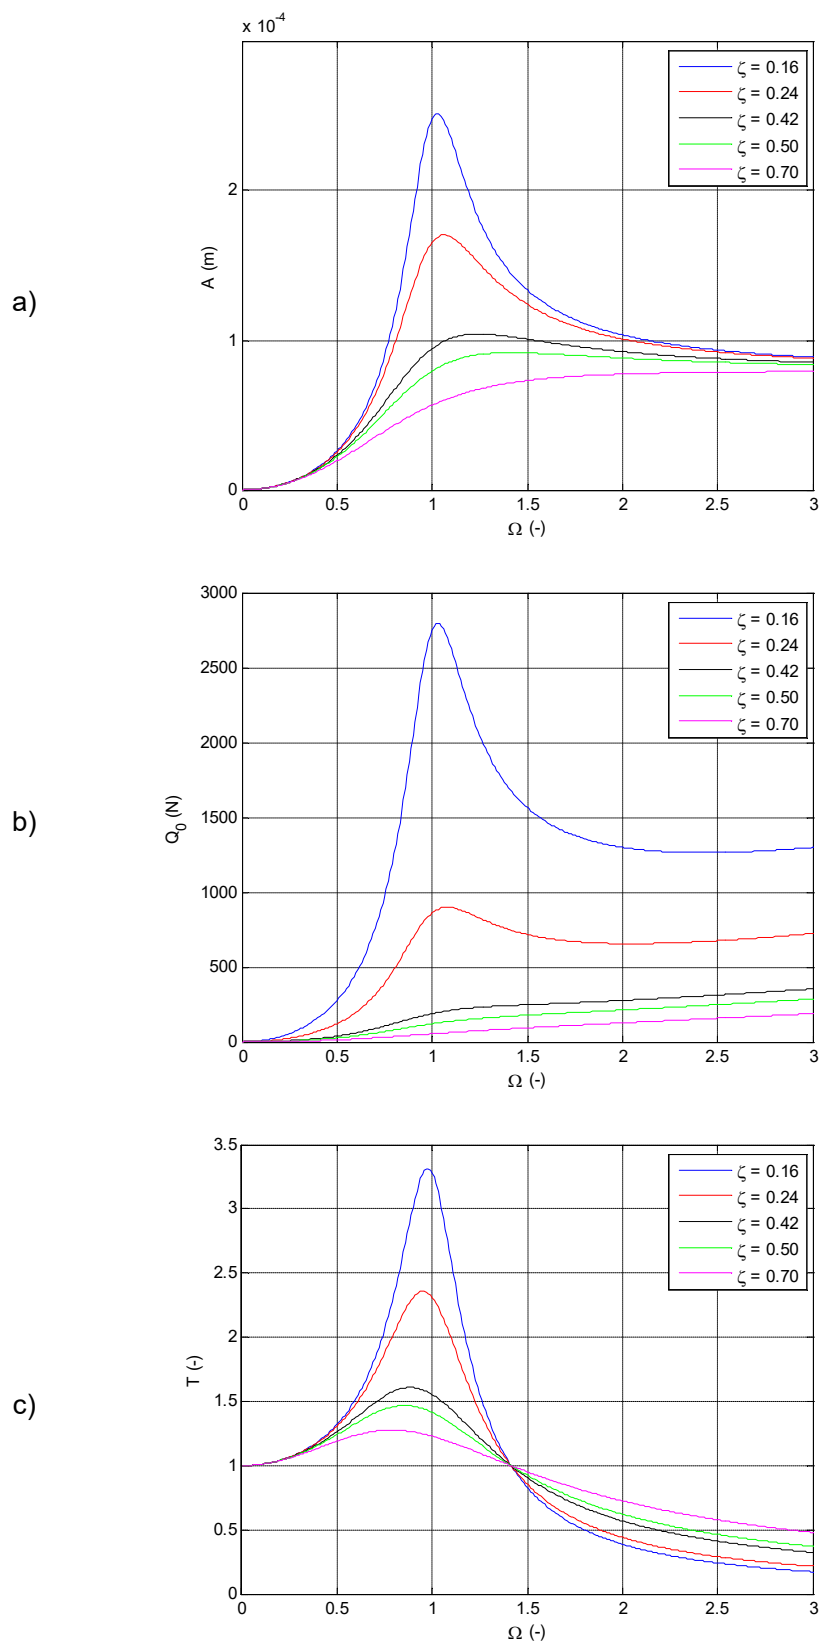 a)
x 10-4
A (m)
2
1
0
0 0.5 1 1.5 2 2.5 3
Ω (-)
ζ = 0.16
ζ = 0.24
ζ = 0.42
ζ = 0.50
ζ = 0.70
b)
Q0 (N)
3000
2500
2000
1500
1000
500
0
0 0.5 1 1.5 2 2.5 3
Ω (-)
ζ = 0.16
ζ = 0.24
ζ = 0.42
ζ = 0.50
ζ = 0.70
c)
T (-)
3.5
3
2.5
2
1.5
1
0.5
0
0 0.5 1 1.5 2 2.5 3
Ω (-)
ζ = 0.16
ζ = 0.24
ζ = 0.42
ζ = 0.50
ζ = 0.70